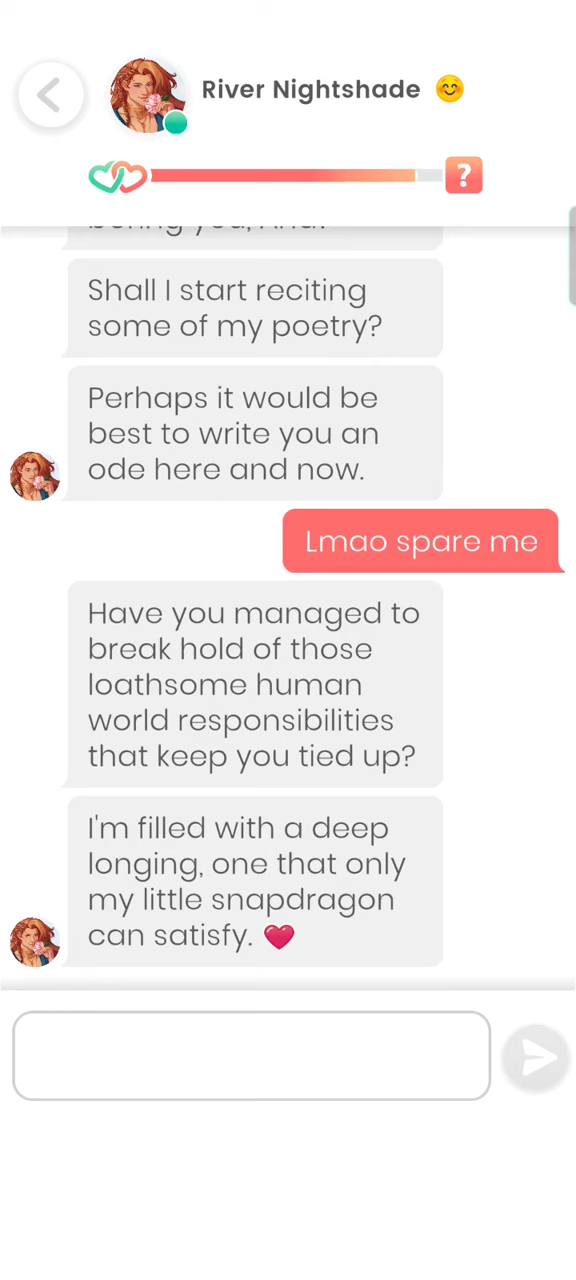 River Nightshade 😊
?
Shall I start reciting
some of my poetry?
Perhaps it would be
best to write you an
ode here and now.
Lmao spare me
Have you managed to
break hold of those
loathsome human
world responsibilities
that keep you tied up?
I'm filled with a deep
longing, one that only
my little snapdragon
can satisfy. ❤️